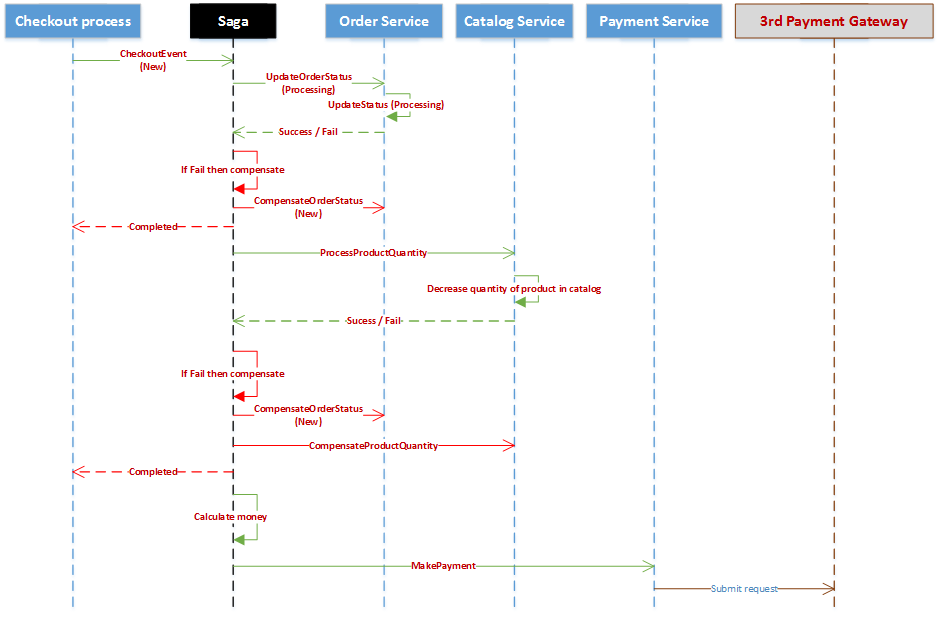 Checkout process
Saga
Order Service
Catalog Service
Payment Service
3rd Payment Gateway
CheckoutEvent
(New)
UpdateOrderStatus
(Processing)
UpdateStatus (Processing)
Success / Fail
If Fail then compensate
CompensateOrderStatus
(New)
Completed
ProcessProductQuantity
Decrease quantity of product in catalog
Sucess / Fail
If Fail then compensate
CompensateOrderStatus
(New)
CompensateProductQuantity
Completed
Calculate money
MakePayment
Submit request